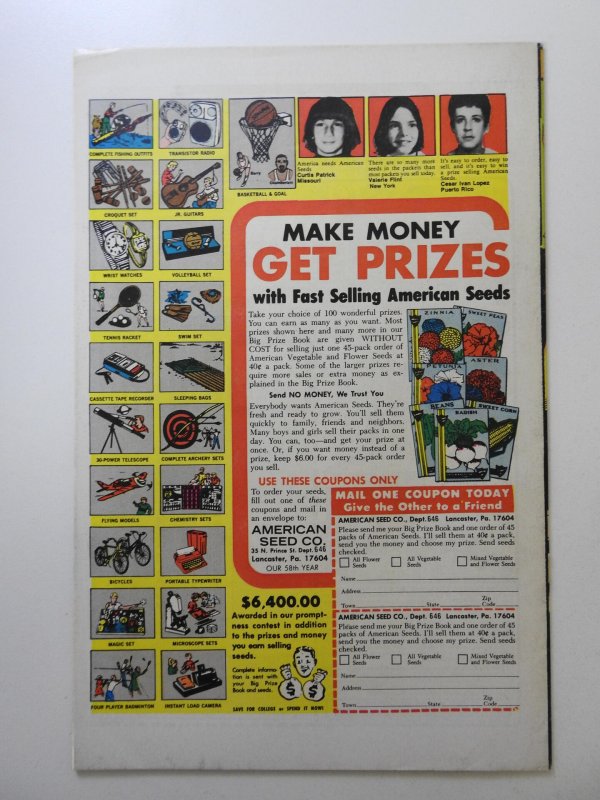 COMPLETE FISHING OUTFITS
TRANSISTOR RADIO
BASKETBALL & GOAL
Barry
Chamberlain
America needs American
Seeds
Curtis Patrick
Missouri
There are so many more
seeds in the packets than
most packets you sell today.
Valerie Flint
New York
It's easy to order, easy to
sell, and it's easy to win
a prize selling American
Seeds.
Cesar Ivan Lopez
Puerto Rico
CROQUET SET
JR. GUITARS
WRIST WATCHES
VOLLEYBALL SET
TENNIS RACKET
SWIM SET
CASSETTE TAPE RECORDER
SLEEPING BAGS
30-POWER TELESCOPE
COMPLETE ARCHERY SETS
FLYING MODELS
CHEMISTRY SETS
BICYCLES
PORTABLE TYPEWRITER
MAGIC SET
MICROSCOPE SETS
FOUR PLAYER BADMINTON
INSTANT LOAD CAMERA
MAKE MONEY
GET PRIZES
with Fast Selling American Seeds
Take your choice of 100 wonderful prizes.
You can earn as many as you want. Most
prizes shown here and many more in our
Big Prize Book are given WITHOUT
COST for selling just one 45-pack order of
American Vegetable and Flower Seeds at
40¢ a pack. Some of the larger prizes re-
quire more sales or extra money as ex-
plained in the Big Prize Book.
Send NO MONEY, We Trust You
Everybody wants American Seeds. They're
fresh and ready to grow. You'll sell them
quickly to family, friends and neighbors.
Many boys and girls sell their packs in one
day. You, can, too—and get your prize at
once. Or, if you want money instead of a
prize, keep $6.00 for every 45-pack order
you sell.
ZINNIA
SWEET PEAS
PETUNIA
ASTER
BEANS
RADISH
SWEET CORN
USE THESE COUPONS ONLY
To order your seeds,
fill out one of these
coupons and mail in
an envelope to:
AMERICAN
SEED CO.
35 N. Prince St. Dept. 646
Lancaster, Pa. 17604
OUR 58th YEAR
$6,400.00
Awarded in our prompt-
ness contest in addition
to the prizes and money
you earn selling
seeds.
Complete informa-
tion is sent with
your Big Prize
Book and seeds.
$
$
SAVE FOR COLLEGE or SPEND IT NOW!
MAIL ONE COUPON TODAY
Give the Other to a Friend
AMERICAN SEED CO., Dept. 646 Lancaster, Pa. 17604
Please send me your Big Prize Book and one order of 45
packs of American Seeds. I'll sell them at 40¢ a pack,
send you the money and choose my prize. Send seeds
checked.
All Flower
Seeds
All Vegetable
Seeds
Mixed Vegetable
and Flower Seeds
Name
Address
Town State Zip Code
AMERICAN SEED CO., Dept. 646 Lancaster, Pa. 17604
Please send me your Big Prize Book and one order of 45
packs of American Seeds. I'll sell them at 40¢ a pack,
send you the money and choose my prize. Send seeds
checked.
All Flower
Seeds
All Vegetable
Seeds
Mixed Vegetable
and Flower Seeds
Name
Address
Town State Zip Code